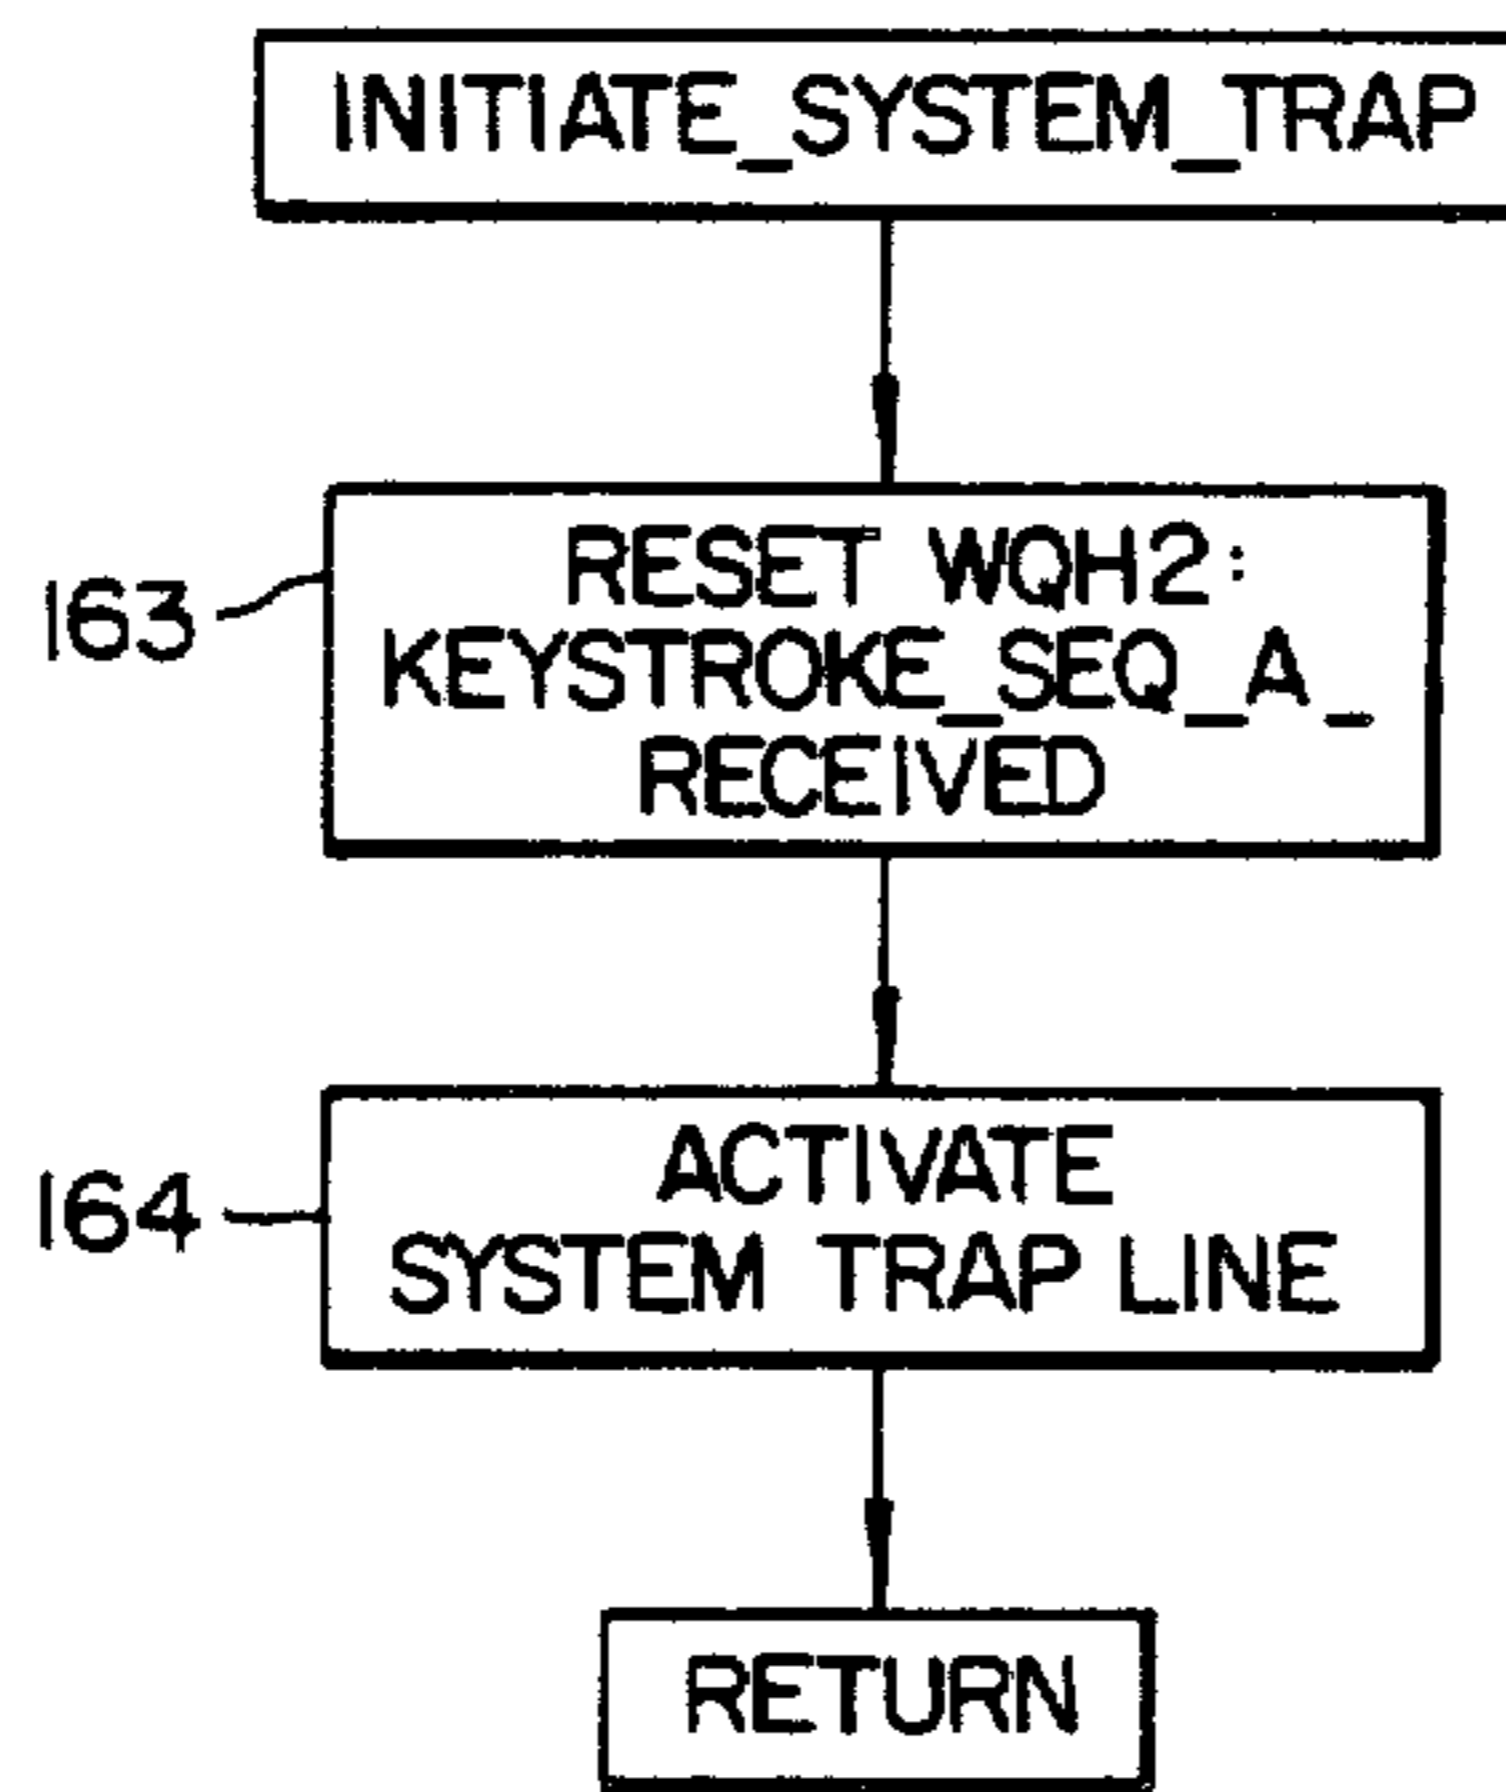 INITIATE_SYSTEM_TRAP
163
RESET WQH2:
KEYSTROKE_SEQ_A_
RECEIVED
164
ACTIVATE
SYSTEM TRAP LINE
RETURN